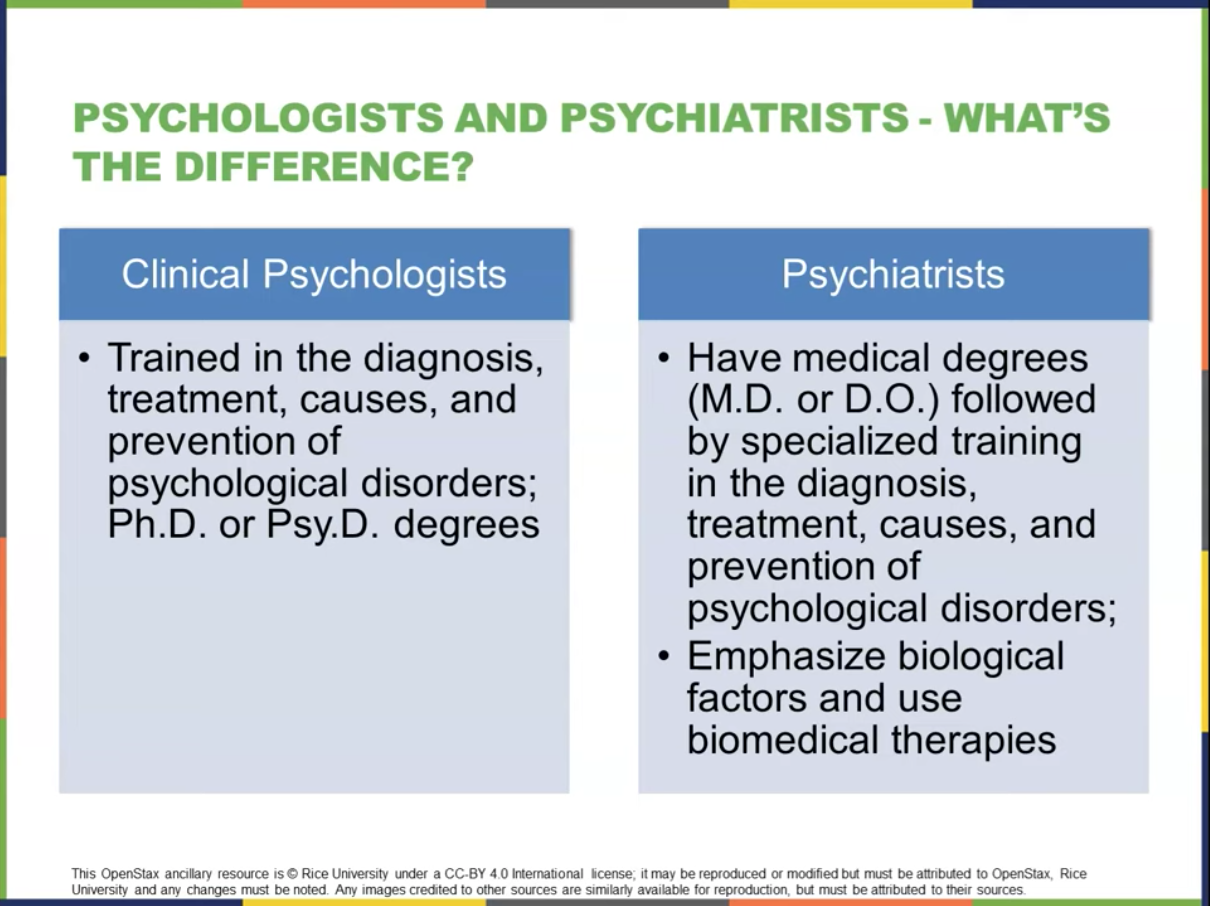 PSYCHOLOGISTS AND PSYCHIATRISTS - WHAT’S
THE DIFFERENCE?
Clinical Psychologists
• Trained in the diagnosis,
treatment, causes, and
prevention of
psychological disorders;
Ph.D. or Psy.D. degrees
Psychiatrists
• Have medical degrees
(M.D. or D.O.) followed
by specialized training
in the diagnosis,
treatment, causes, and
prevention of
psychological disorders;
• Emphasize biological
factors and use
biomedical therapies
This OpenStax ancillary resource is © Rice University under a CC-BY 4.0 International license; it may be reproduced or modified but must be attributed to OpenStax, Rice
University and any changes must be noted. Any images credited to other sources are similarly available for reproduction, but must be attributed to their sources.